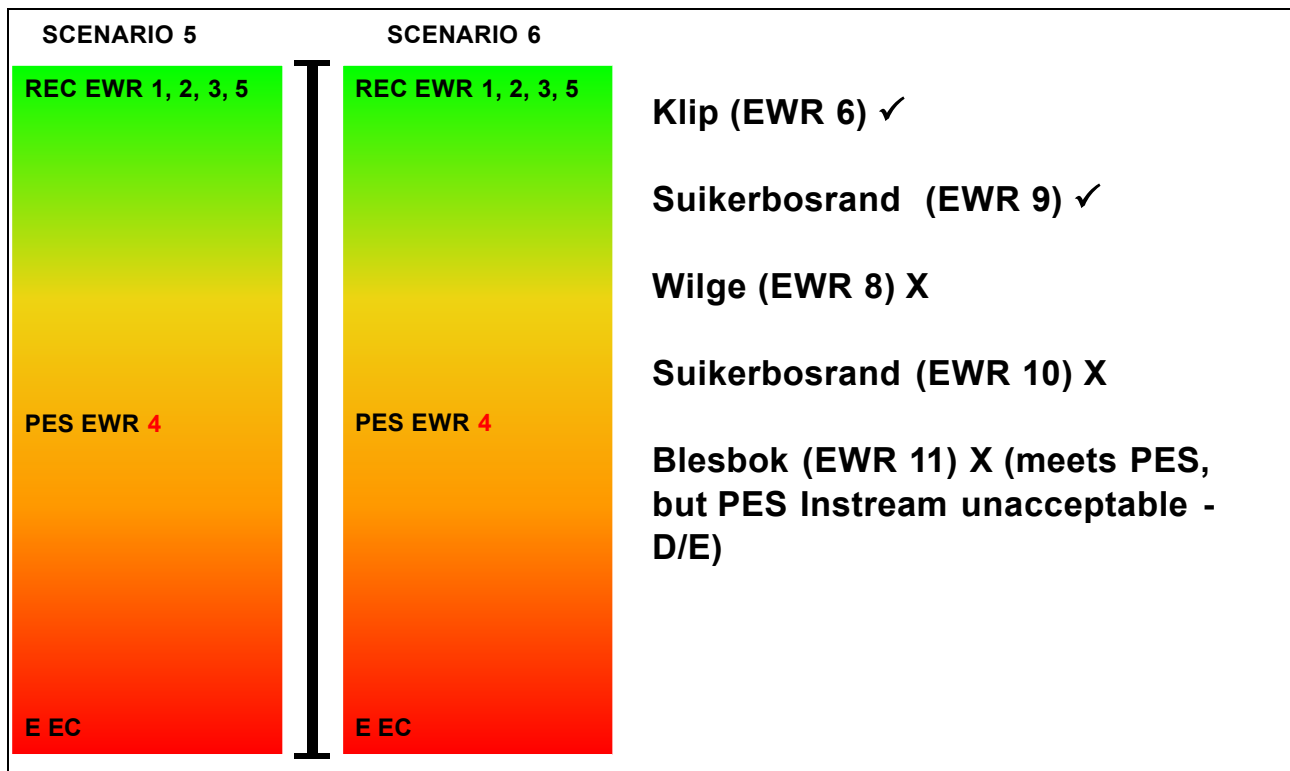 SCENARIO 5
REC EWR 1, 2, 3, 5
PES EWR 4
E EC
SCENARIO 6
REC EWR 1, 2, 3, 5
PES EWR 4
E EC
Klip (EWR 6) ✓
Suikerbosrand (EWR 9) ✓
Wilge (EWR 8) X
Suikerbosrand (EWR 10) X
Blesbok (EWR 11) X (meets PES,
but PES Instream unacceptable -
D/E)